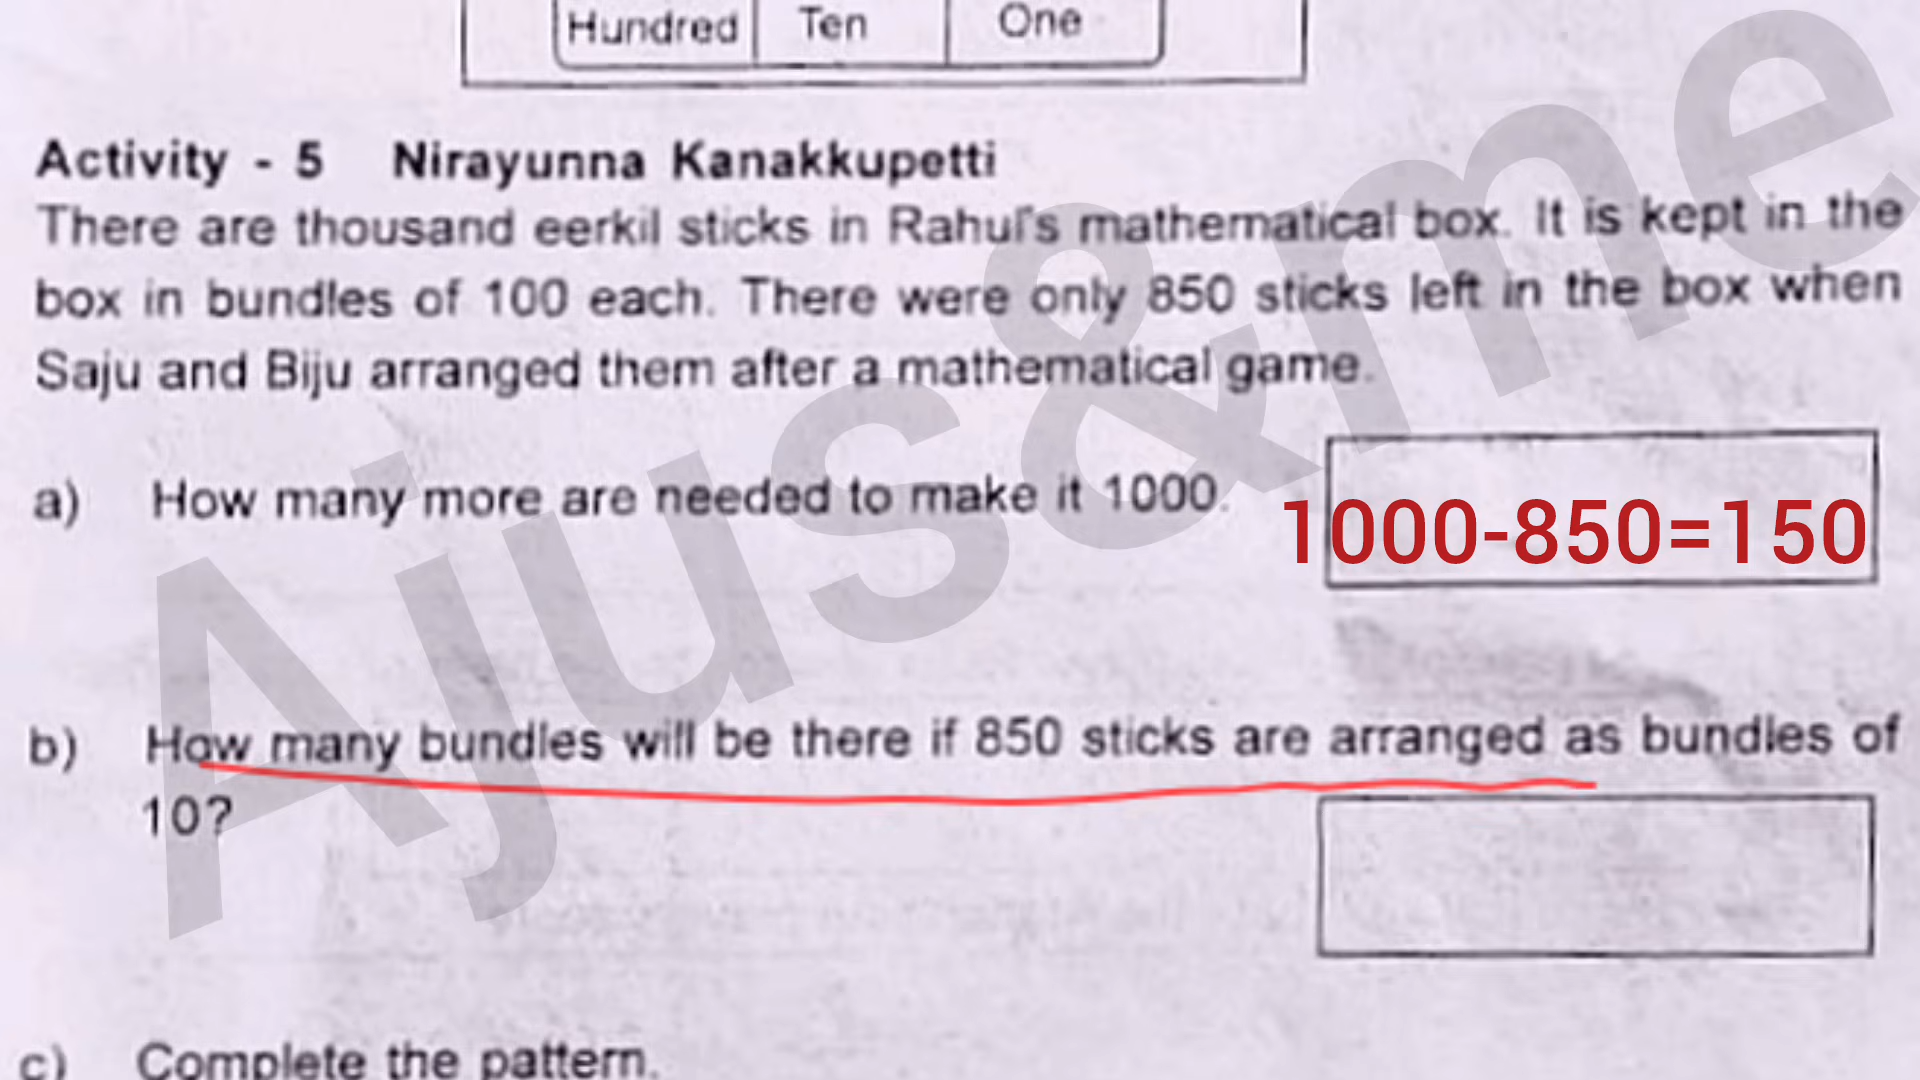 Hundred Ten One
Activity - 5 Nirayunna Kanakkupetti
There are thousand eerkil sticks in Rahul's mathematical box. It is kept in the
box in bundles of 100 each. There were only 850 sticks left in the box when
Saju and Biju arranged them after a mathematical game.
a) How many more are needed to make it 1000.
1000-850=150
b) How many bundles will be there if 850 sticks are arranged as bundles of
10?
c) Complete the pattern.
Ajus&me